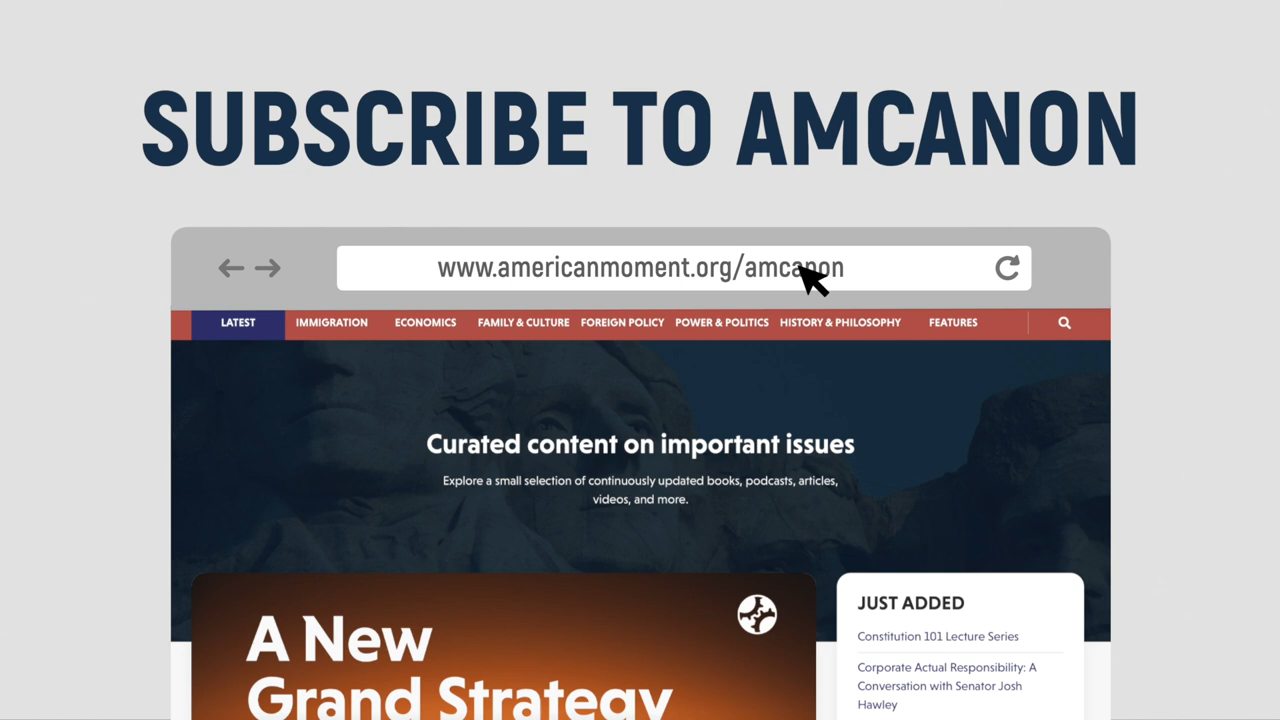 SUBSCRIBE TO AMCANON
www.americanmoment.org/amcanon
LATEST IMMIGRATION ECONOMICS FAMILY & CULTURE FOREIGN POLICY POWER & POLITICS HISTORY & PHILOSOPHY FEATURES
Curated content on important issues
Explore a small selection of continuously updated books, podcasts, articles,
videos, and more.
A New
Grand Strategy
JUST ADDED
Constitution 101 Lecture Series
Corporate Actual Responsibility: A
Conversation with Senator Josh
Hawley